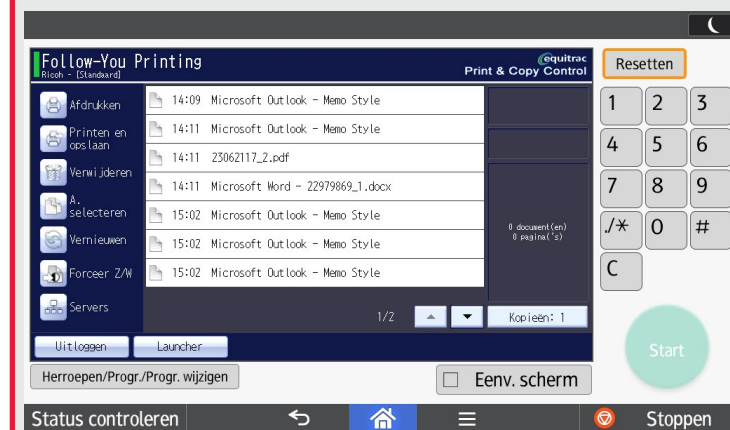 Follow-You Printing
Ricoh - [Standaard]
equitrac
Print & Copy Control
Resetten
Afdrukken
Printen en
opslaan
Verwijderen
A.
selecteren
Vernieuwen
Forceer Z/W
Servers
14:09 Microsoft Outlook - Memo Style
14:11 Microsoft Outlook - Memo Style
14:11 23062117_2.pdf
14:11 Microsoft Word - 22979869_1.docx
15:02 Microsoft Outlook - Memo Style
15:02 Microsoft Outlook - Memo Style
15:02 Microsoft Outlook - Memo Style
0 document(en)
0 pagina('s)
1/2
Kopieën: 1
Uitloggen
Launcher
1 2 3
4 5 6
7 8 9
./* 0 #
C
Start
Herroepen/Progr./Progr. wijzigen
Eenv. scherm
Status controleren
Stoppen